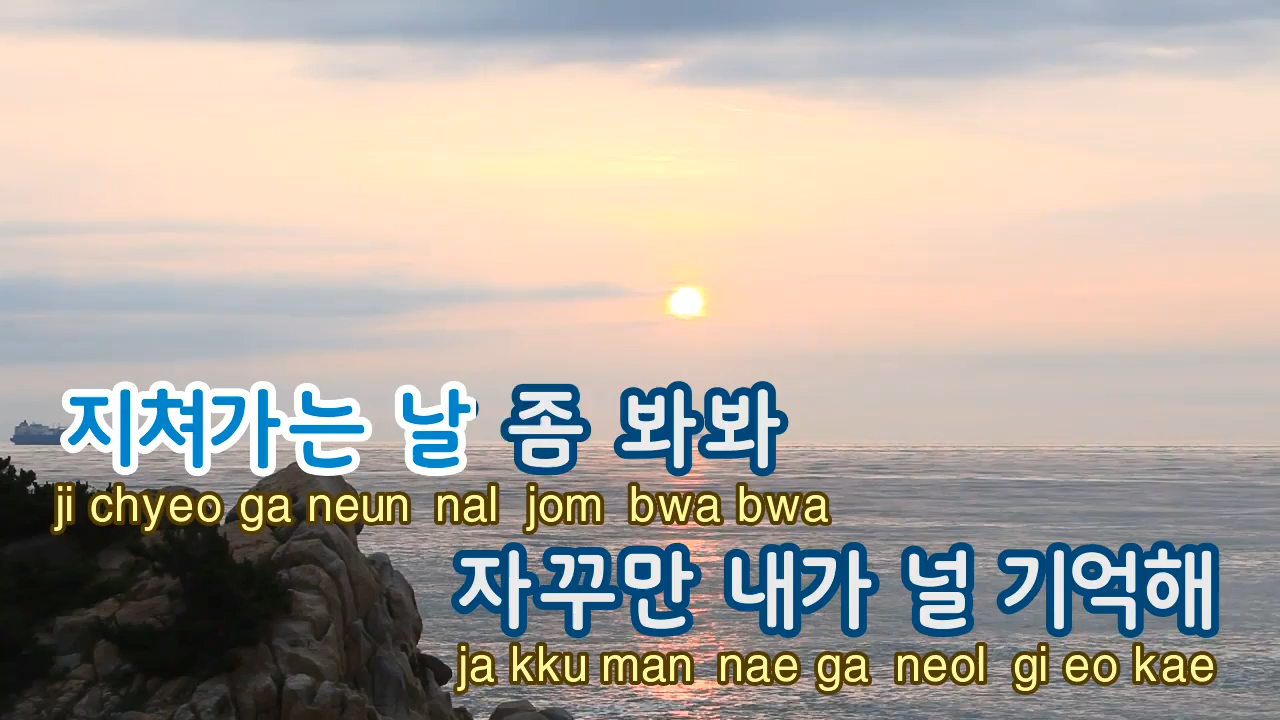 지쳐가는 날 좀 봐봐
ji chyeo ga neun nal jom bwa bwa
자꾸만 내가 널 기억해
ja kku man nae ga neol gi eo kae